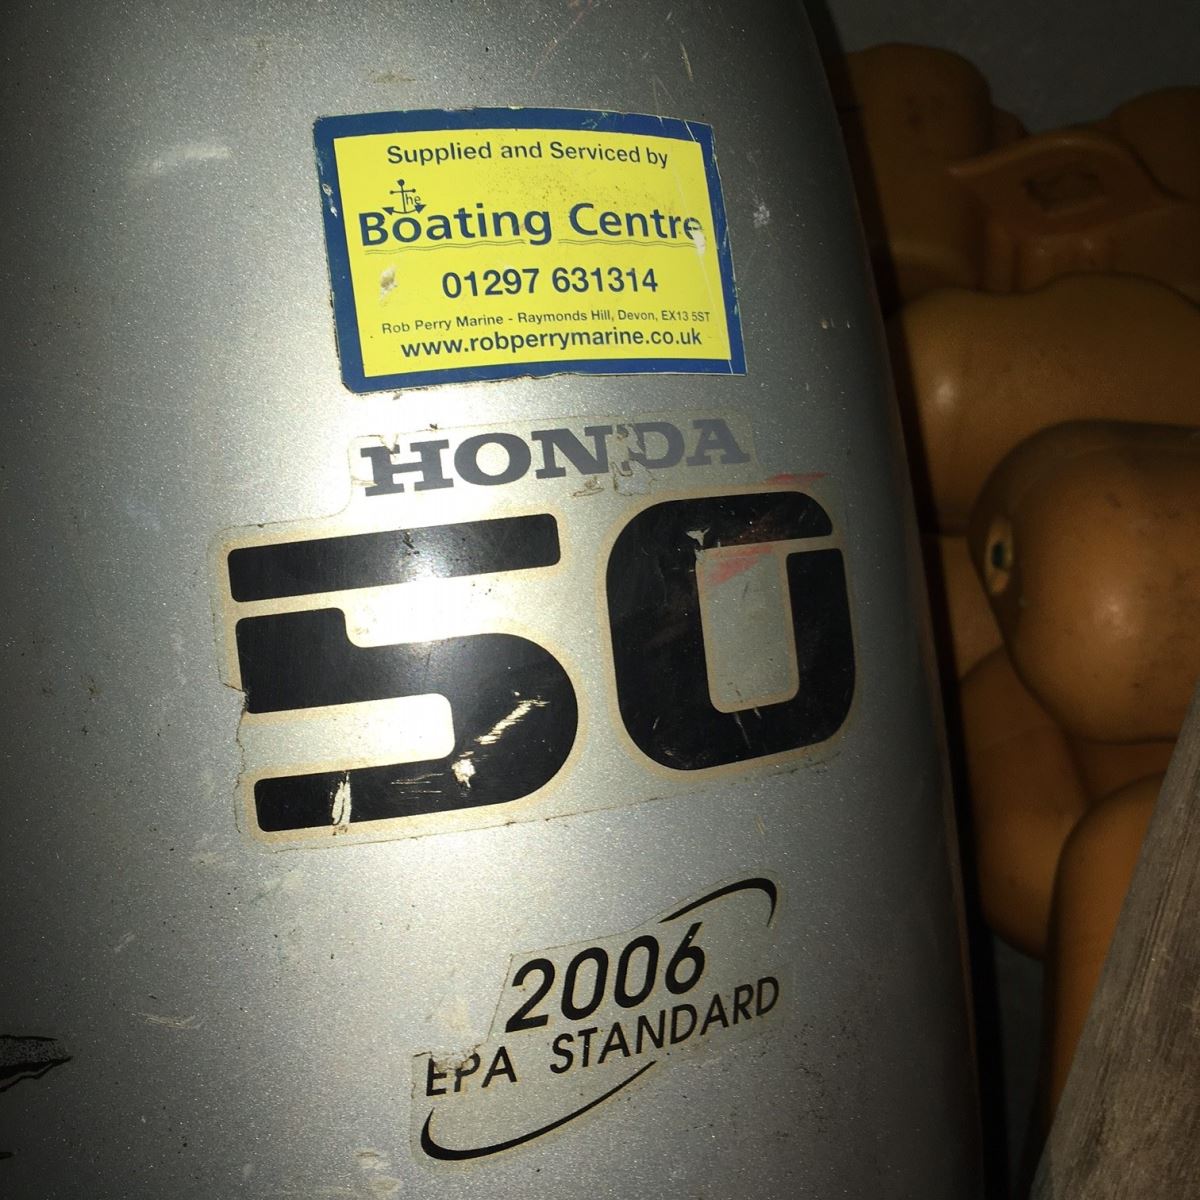 Supplied and Serviced by
The
Boating Centre
01297 631314
Rob Perry Marine - Raymonds Hill, Devon, EX13 5ST
www.robperrymarine.co.uk
HONDA
50
2006
EPA STANDARD